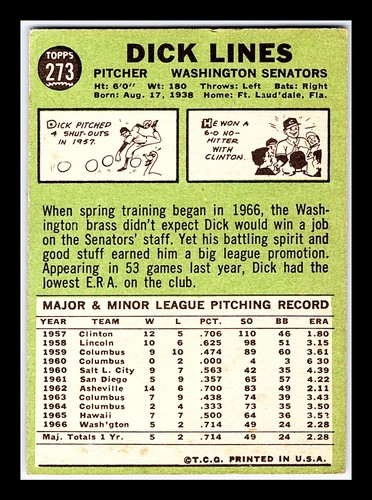 TOPPS
273
DICK LINES
PITCHER WASHINGTON SENATORS
Ht: 6'0" Wt: 180 Throws: Left Bats: Right
Born: Aug. 17, 1938 Home: Ft. Laud'dale, Fla.
DICK PITCHED
4 SHUT-OUTS
IN 1957.
HE WON A
6-0 NO-
HITTER
WITH
CLINTON.
When spring training began in 1966, the Wash-
ington brass didn't expect Dick would win a job
on the Senators' staff. Yet his battling spirit and
good stuff earned him a big league promotion.
Appearing in 53 games last year, Dick had the
lowest E.R.A. on the club.
MAJOR & MINOR LEAGUE PITCHING RECORD
YEAR TEAM W L PCT. SO BB ERA
1957 Clinton 12 5 .706 110 46 1.80
1958 Lincoln 10 6 .625 98 51 3.15
1959 Columbus 9 10 .474 89 60 3.61
1960 Columbus 0 2 .000 4 3 6.30
1960 Salt L. City 9 7 .563 42 35 4.39
1961 San Diego 5 9 .357 65 57 4.22
1962 Asheville 14 6 .700 83 49 2.11
1963 Columbus 7 9 .438 74 39 3.43
1964 Columbus 2 4 .333 73 35 3.50
1965 Hawaii 7 7 .500 64 36 3.53
1966 Wash'gton 5 2 .714 49 24 2.28
Maj. Totals 1 Yr. 5 2 .714 49 24 2.28
©T.C.G. PRINTED IN U.S.A.